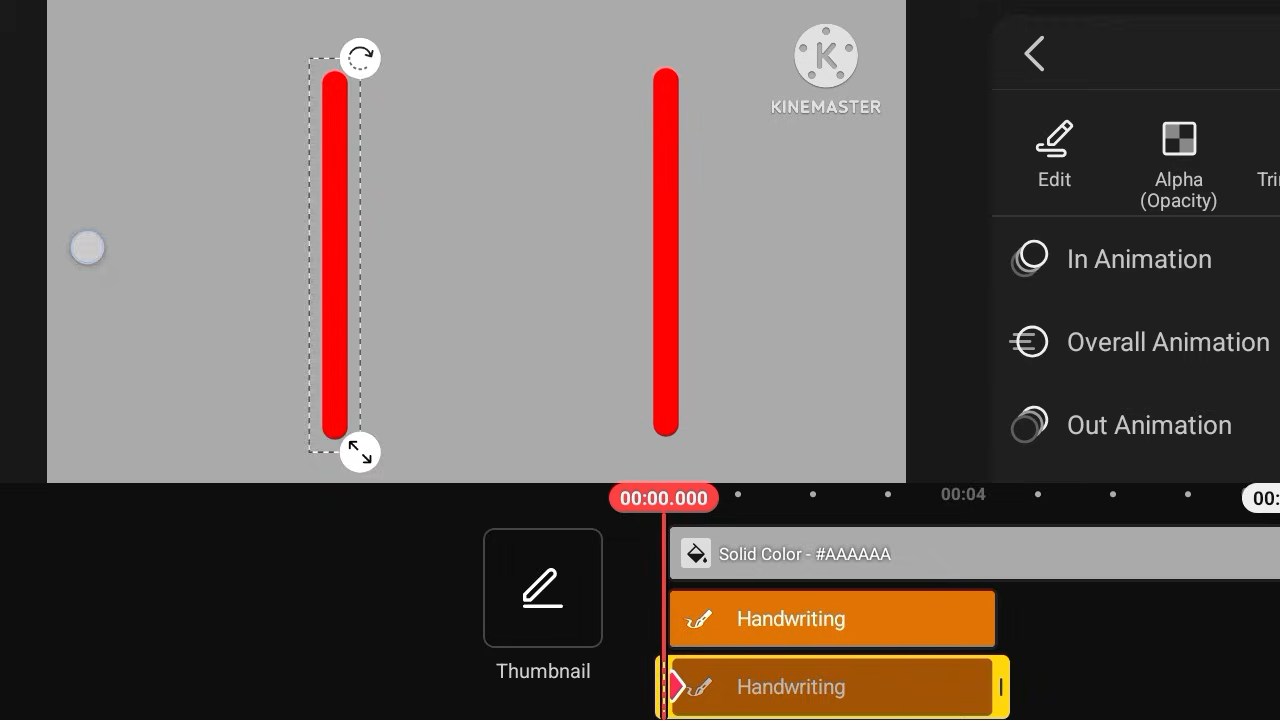 KINEMASTER
Edit
Alpha
(Opacity)
In Animation
Overall Animation
Out Animation
00:00.000
00:04
00:
Solid Color - #AAAAAA
Handwriting
Thumbnail
Handwriting